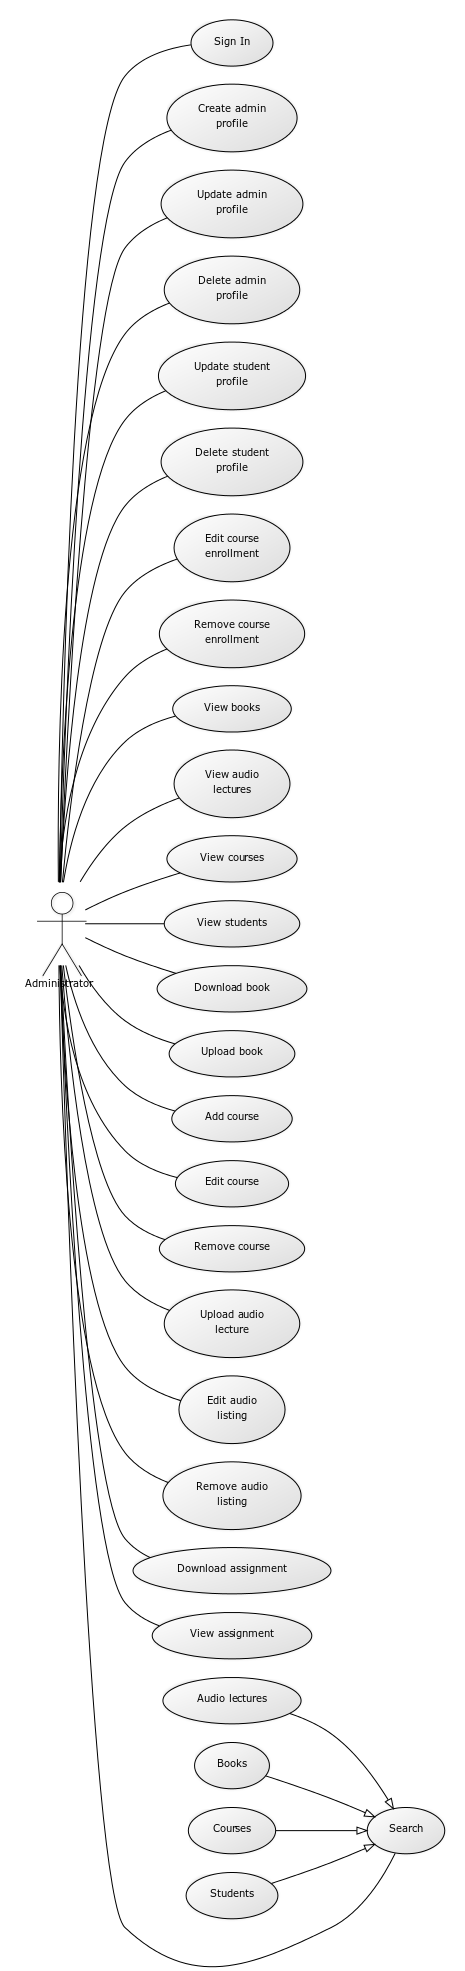 Sign In
Create admin
profile
Update admin
profile
Delete admin
profile
Update student
profile
Delete student
profile
Edit course
enrollment
Remove course
enrollment
View books
View audio
lectures
View courses
View students
Administrator
Download book
Upload book
Add course
Edit course
Remove course
Upload audio
lecture
Edit audio
listing
Remove audio
listing
Download assignment
View assignment
Audio lectures
Books
Courses
Search
Students